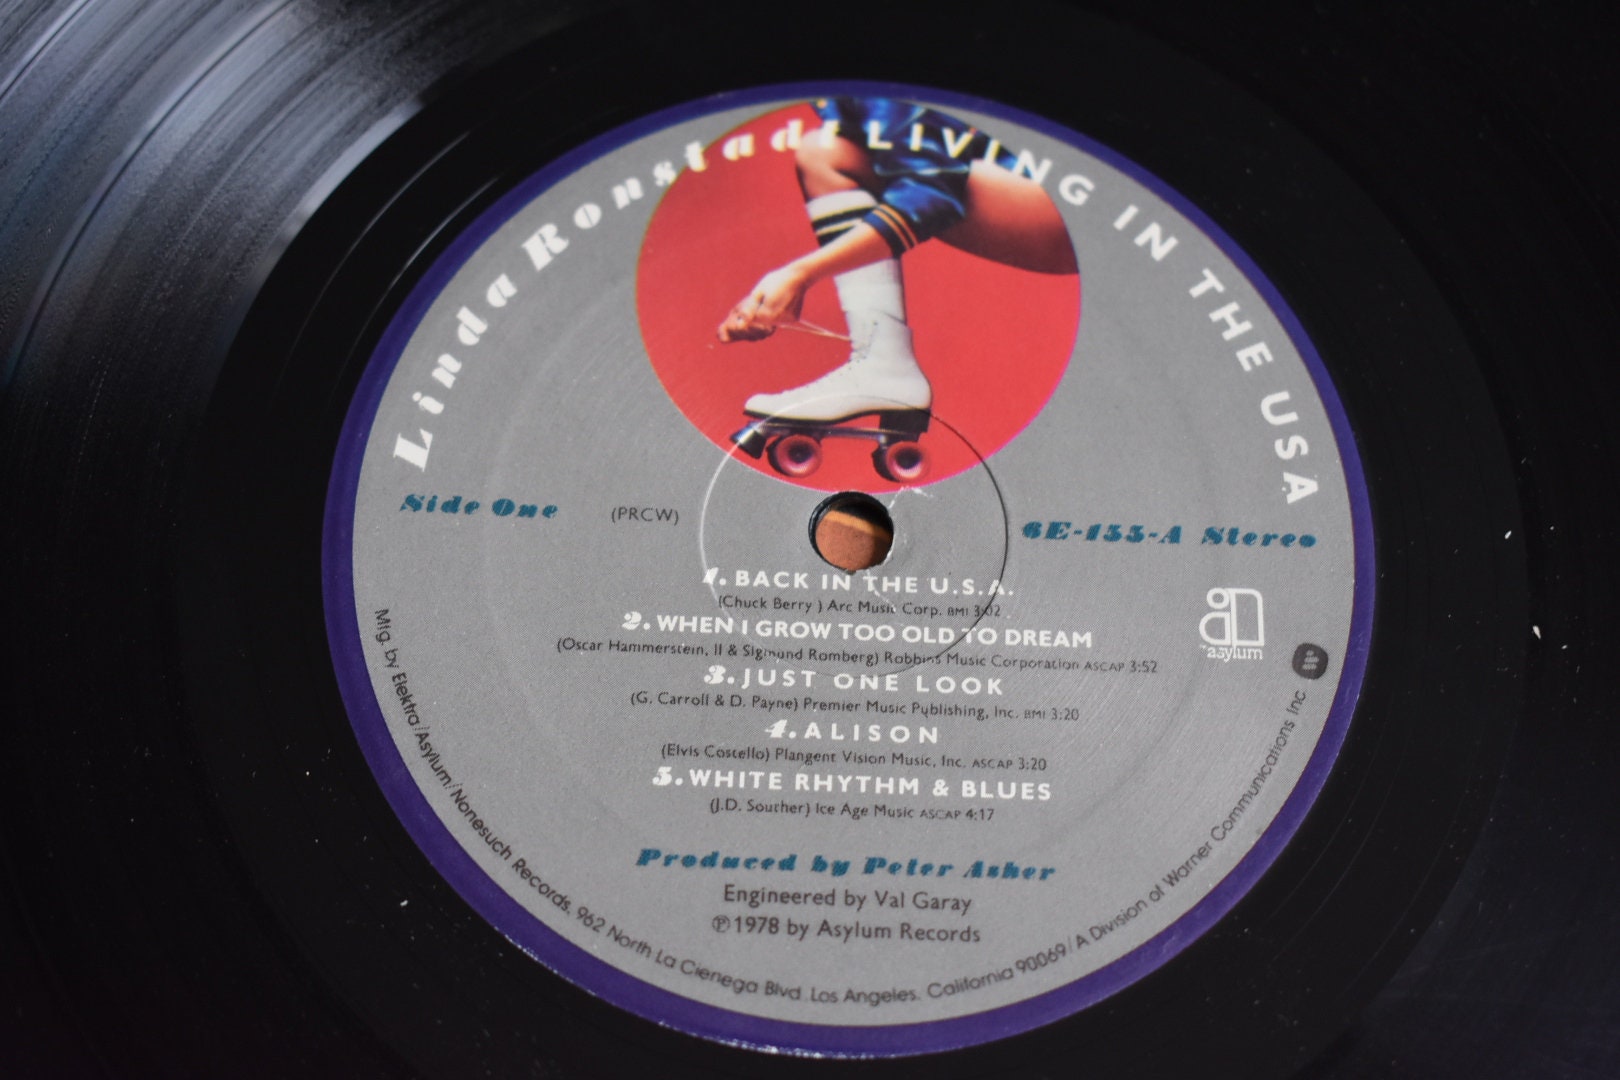 Linda Ronstadt LIVING IN THE USA
Side One
(PRCW)
6E-155-A Stereo
1. BACK IN THE U.S.A.
(Chuck Berry ) Arc Music Corp. BMI 3:02
2. WHEN I GROW TOO OLD TO DREAM
(Oscar Hammerstein, II & Sigmund Romberg) Robbins Music Corporation ASCAP 3:52
3. JUST ONE LOOK
(G. Carroll & D. Payne) Premier Music Publishing, Inc. BMI 3:20
4. ALISON
(Elvis Costello) Plangent Vision Music, Inc. ASCAP 3:20
5. WHITE RHYTHM & BLUES
(J.D. Souther) Ice Age Music ASCAP 4:17
asylum
Produced by Peter Asher
Engineered by Val Garay
℗1978 by Asylum Records
Mfg. by Elektra/Asylum/Nonesuch Records, 962 North La Cienega Blvd. Los Angeles, California 90069/A Division of Warner Communications Inc